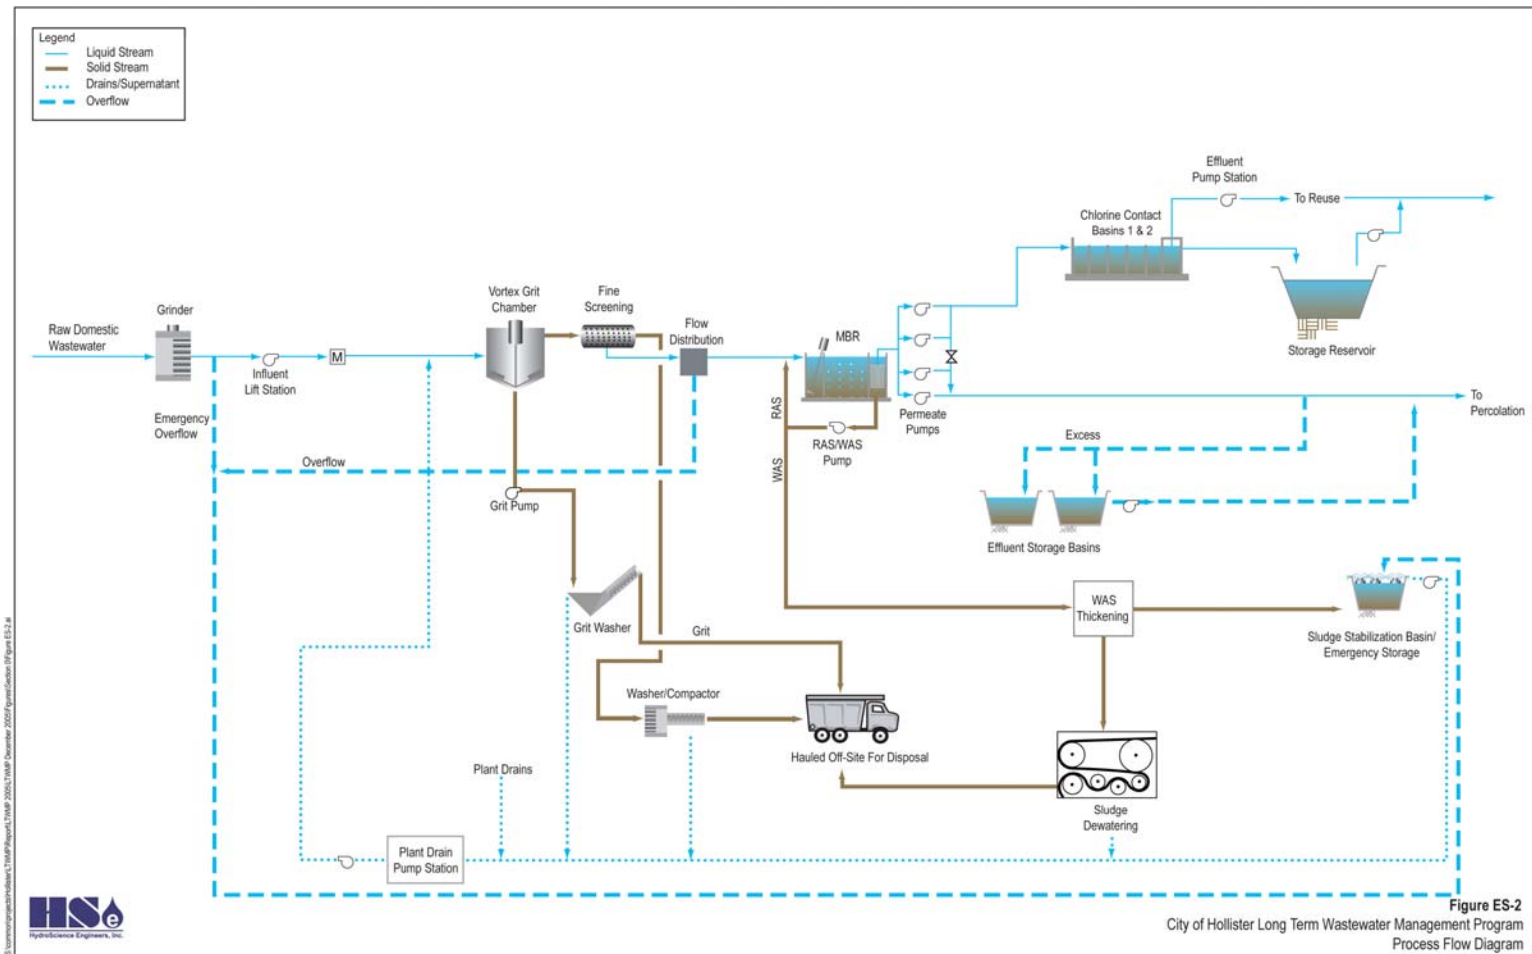 Legend
Liquid Stream
Solid Stream
Drains/Supernatant
Overflow
Effluent
Pump Station
To Reuse
Chlorine Contact
Basins 1 & 2
Storage Reservoir
Vortex Grit
Chamber
Fine
Screening
Flow
Distribution
Grinder
Raw Domestic
Wastewater
M
Influent
Lift Station
MBR
Permeate
Pumps
To
Percolation
RAS
RAS/WAS
Pump
WAS
Emergency
Overflow
Overflow
Excess
Grit Pump
Effluent Storage Basins
WAS
Thickening
Grit Washer
Grit
Sludge Stabilization Basin/
Emergency Storage
Washer/Compactor
Hauled Off-Site For Disposal
Plant Drains
Sludge
Dewatering
Plant Drain
Pump Station
HSe
HydroScience Engineers, Inc.
Figure ES-2
City of Hollister Long Term Wastewater Management Program
Process Flow Diagram